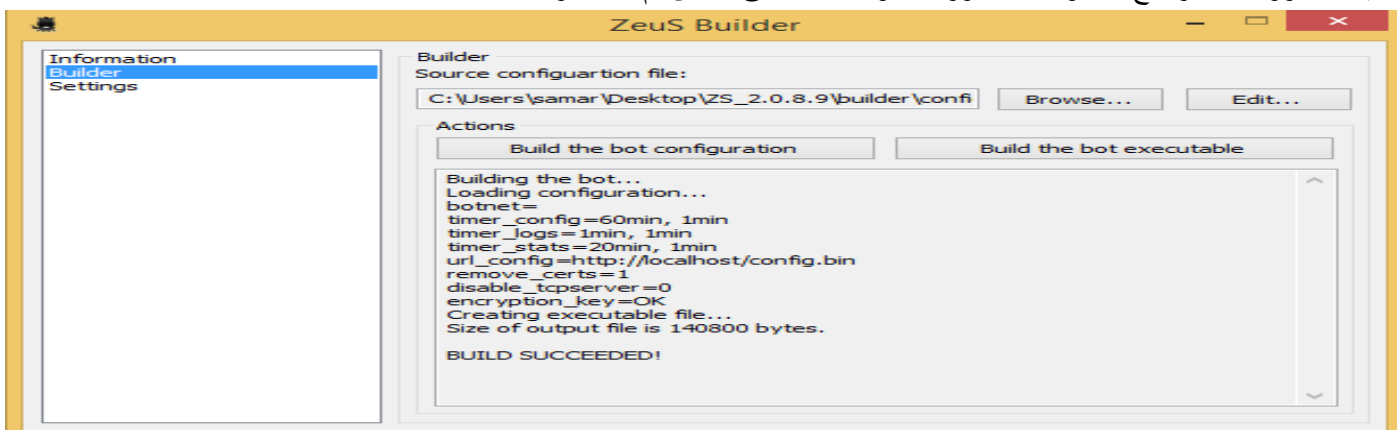 ZeuS Builder
Information
Builder
Settings
Builder
Source configuartion file:
C:\Users\samar\Desktop\ZS_2.0.8.9\builder\confi
Browse...
Edit...
Actions
Build the bot configuration
Build the bot executable
Building the bot...
Loading configuration...
botnet=
timer_config=60min, 1min
timer_logs=1min, 1min
timer_stats=20min, 1min
url_config=http://localhost/config.bin
remove_certs=1
disable_tcpserver=0
encryption_key=OK
Creating executable file...
Size of output file is 140800 bytes.
BUILD SUCCEEDED!